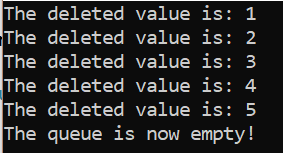 The deleted value is: 1
The deleted value is: 2
The deleted value is: 3
The deleted value is: 4
The deleted value is: 5
The queue is now empty!